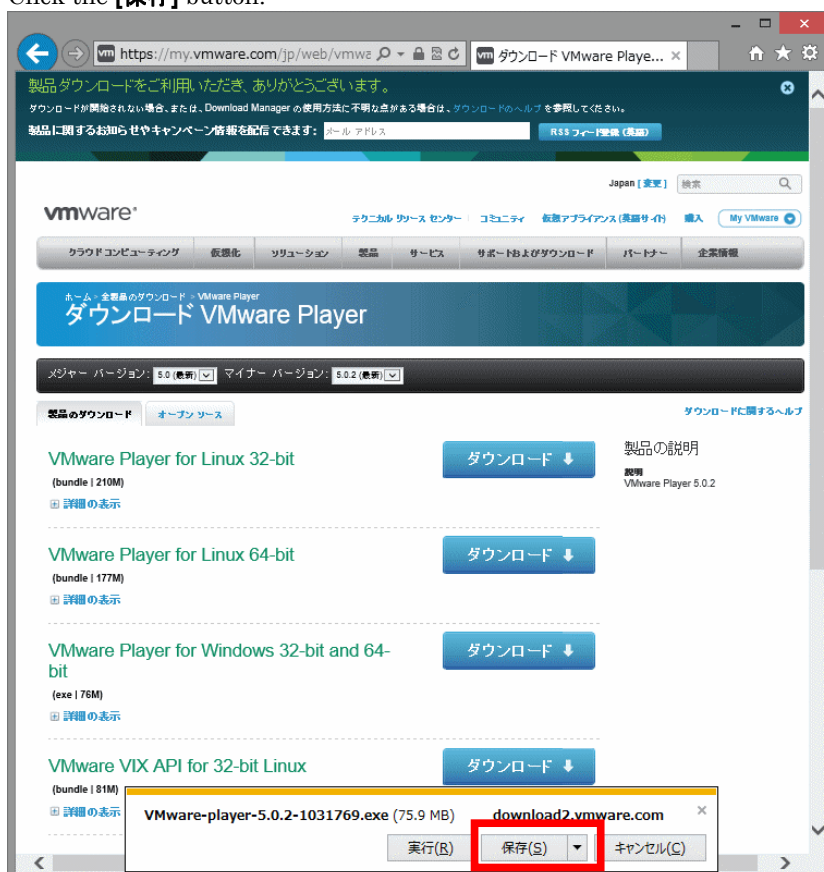 Click the [保存] button.
https://my.vmware.com/jp/web/vmwa
ダウンロード VMware Playe...
製品ダウンロードをご利用いただき、ありがとうございます。
ダウンロードが開始されない場合、または、Download Manager の使用方法に不明な点がある場合は、ダウンロードのヘルプを参照してください。
製品に関するお知らせやキャンペーン情報を配信できます: メール アドレス RSS フィード登録 (英語)
Japan [ 変更 ] 検索
vmware
テクニカル リソース センター コミュニティ 仮想アプライアンス (英語サイト) 購入 My VMware
クラウド コンピューティング 仮想化 ソリューション 製品 サービス サポートおよびダウンロード パートナー 企業情報
ホーム > 全製品のダウンロード > VMware Player
ダウンロード VMware Player
メジャー バージョン: 5.0 (最新) マイナー バージョン: 5.0.2 (最新)
製品のダウンロード オープン ソース ダウンロードに関するヘルプ
VMware Player for Linux 32-bit ダウンロード
(bundle | 210M)
詳細の表示
製品の説明
説明
VMware Player 5.0.2
VMware Player for Linux 64-bit ダウンロード
(bundle | 177M)
詳細の表示
VMware Player for Windows 32-bit and 64-
bit
ダウンロード
(exe | 76M)
詳細の表示
VMware VIX API for 32-bit Linux ダウンロード
(bundle | 81M)
詳細の表示
VMware-player-5.0.2-1031769.exe (75.9 MB) download2.vmware.com
実行(R) 保存(S) キャンセル(C)